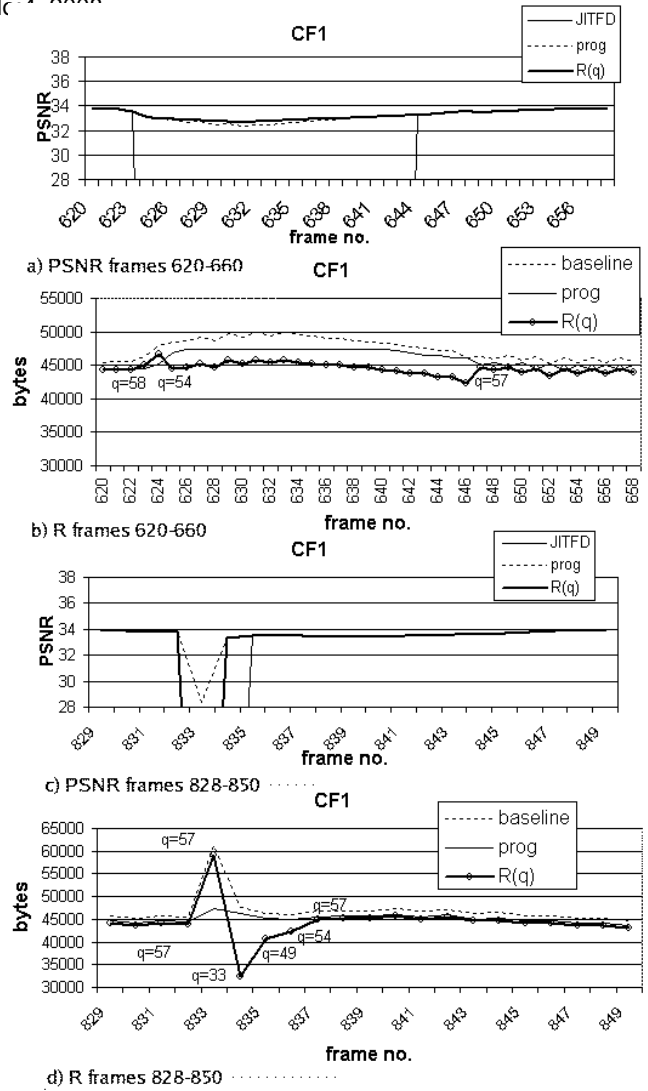 CF1
JITFD
prog
R(q)
PSNR
38
36
34
32
30
28
620 623 626 629 632 635 638 641 644 647 650 653 656
frame no.
a) PSNR frames 620-660
CF1
baseline
prog
R(q)
bytes
55000
50000
45000
40000
35000
30000
q=58 q=54 q=57
620 622 624 626 628 630 632 634 636 638 640 642 644 646 648 650 652 654 656 658
frame no.
b) R frames 620-660
CF1
JITFD
prog
R(q)
PSNR
38
36
34
32
30
28
829 831 833 835 837 839 841 843 845 847 849
frame no.
c) PSNR frames 828-850
CF1
baseline
prog
R(q)
bytes
65000
60000
55000
50000
45000
40000
35000
30000
q=57
q=57
q=57
q=54
q=49
q=33
829 831 833 835 837 839 841 843 845 847 849
frame no.
d) R frames 828-850